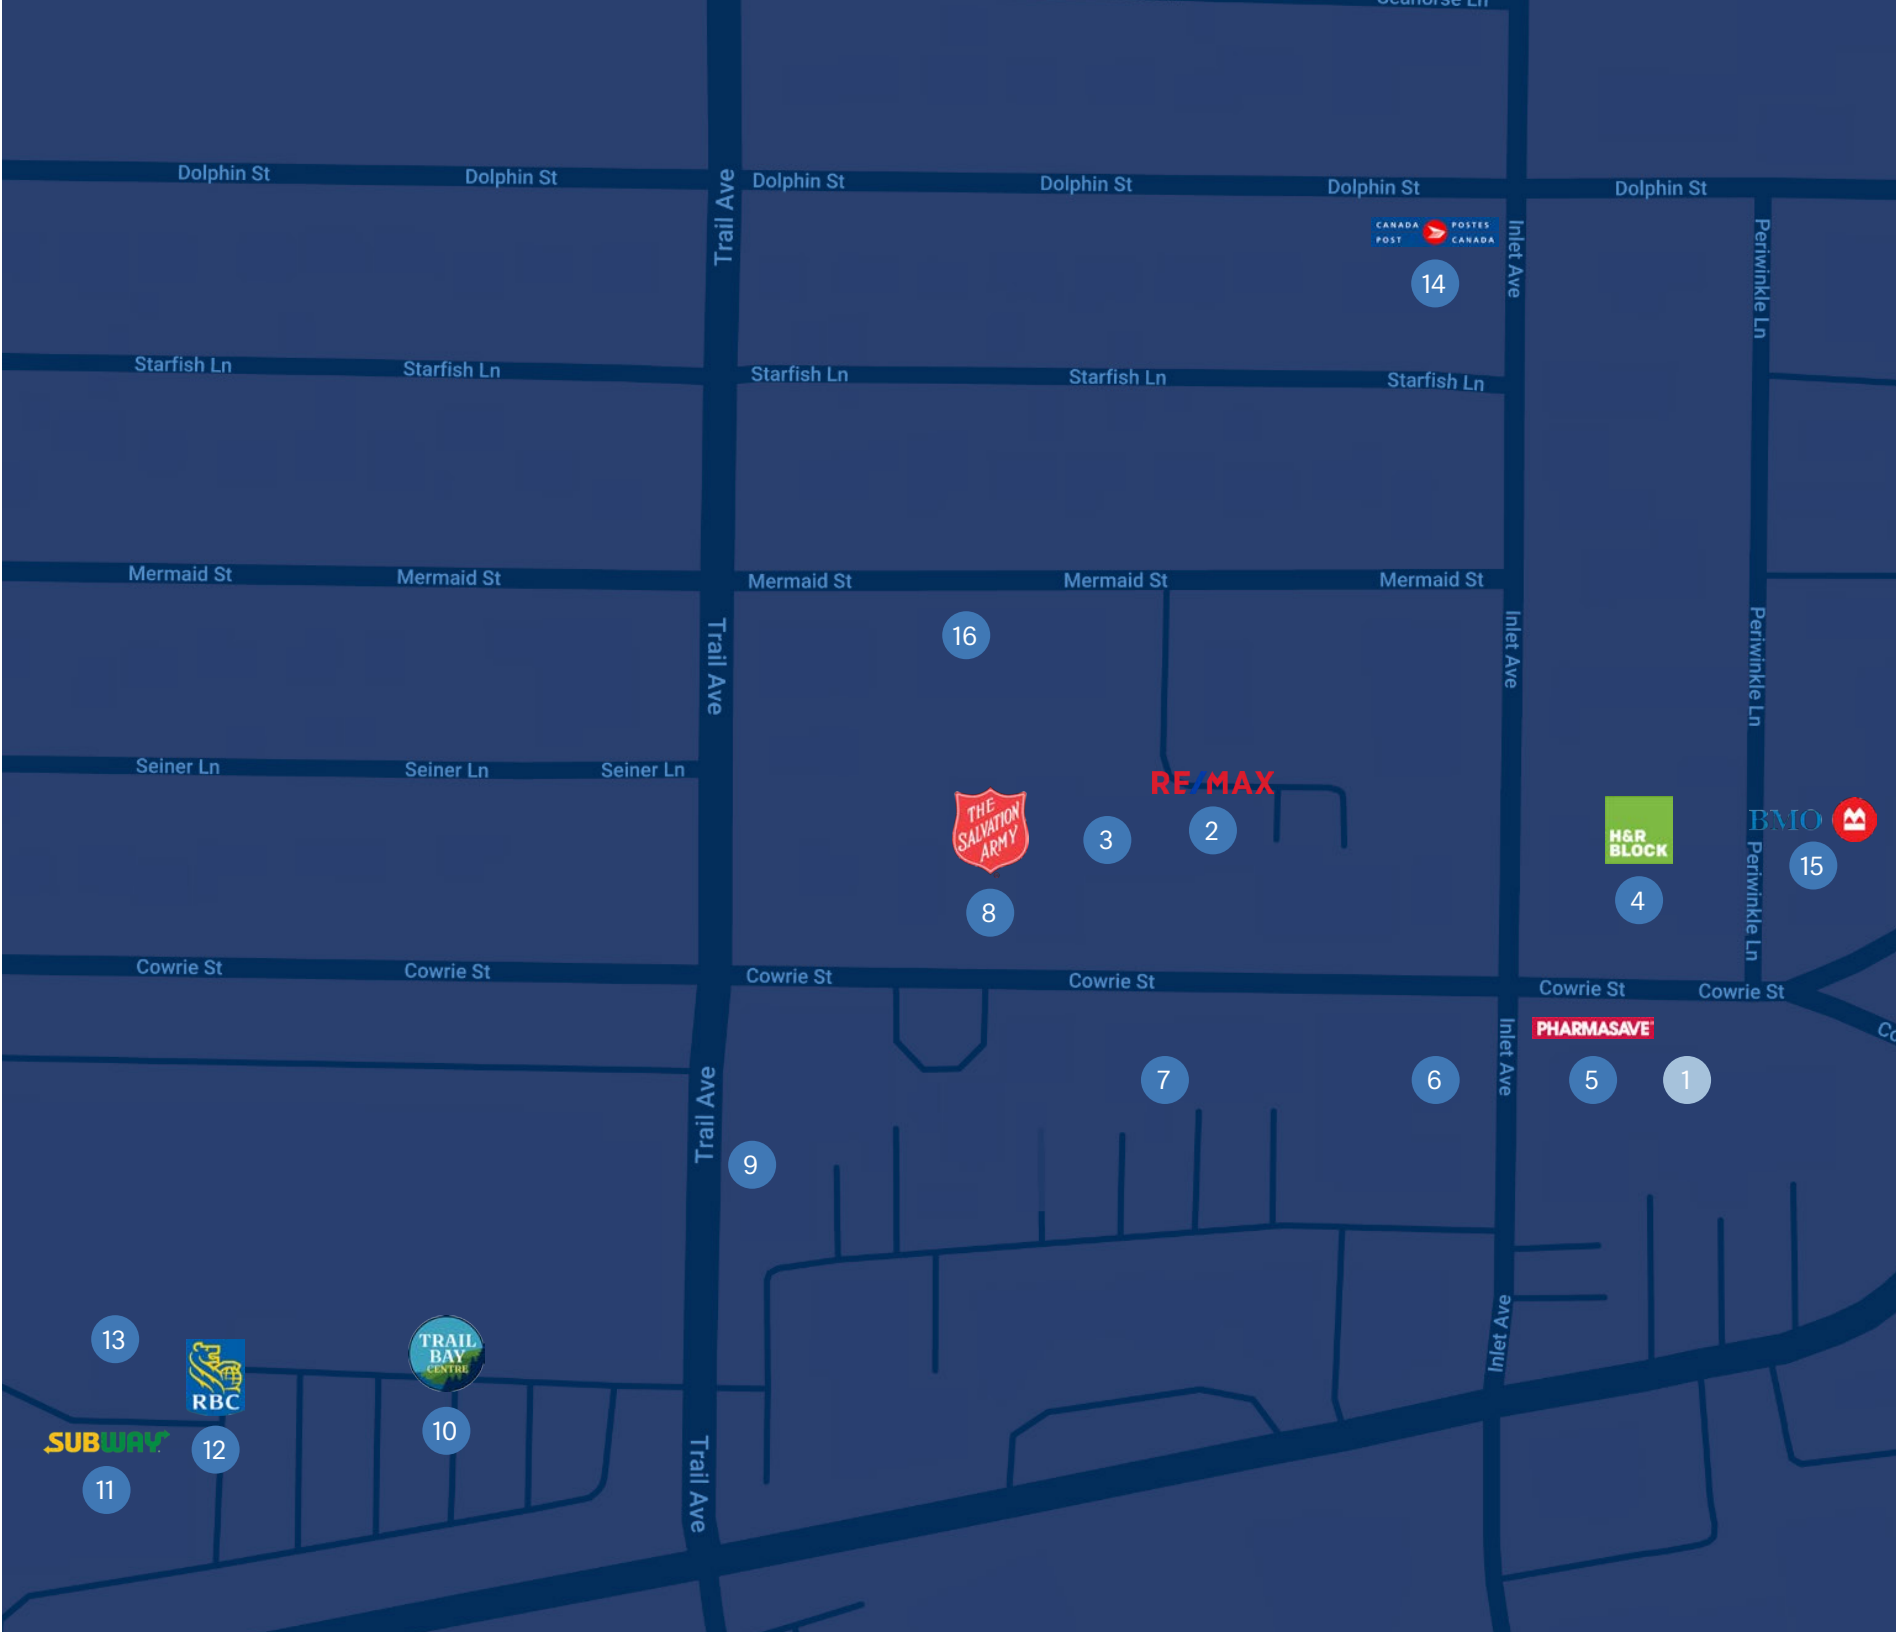 Seahorse Ln
Dolphin St
Dolphin St
Dolphin St
Dolphin St
Dolphin St
Dolphin St
Trail Ave
CANADA POSTES
POST CANADA
14
Inlet Ave
Periwinkle Ln
Starfish Ln
Starfish Ln
Starfish Ln
Starfish Ln
Starfish Ln
Mermaid St
Mermaid St
Mermaid St
Mermaid St
Mermaid St
Trail Ave
16
Inlet Ave
Periwinkle Ln
Seiner Ln
Seiner Ln
Seiner Ln
THE
SALVATION
ARMY
8
3
RE/MAX
2
H&R
BLOCK
4
BMO
15
Periwinkle Ln
Cowrie St
Cowrie St
Cowrie St
Cowrie St
Cowrie St
Cowrie St
PHARMASAVE
Inlet Ave
Trail Ave
7
6
5
1
9
13
RBC
12
TRAIL
BAY
CENTRE
10
SUBWAY
11
Inlet Ave
Trail Ave